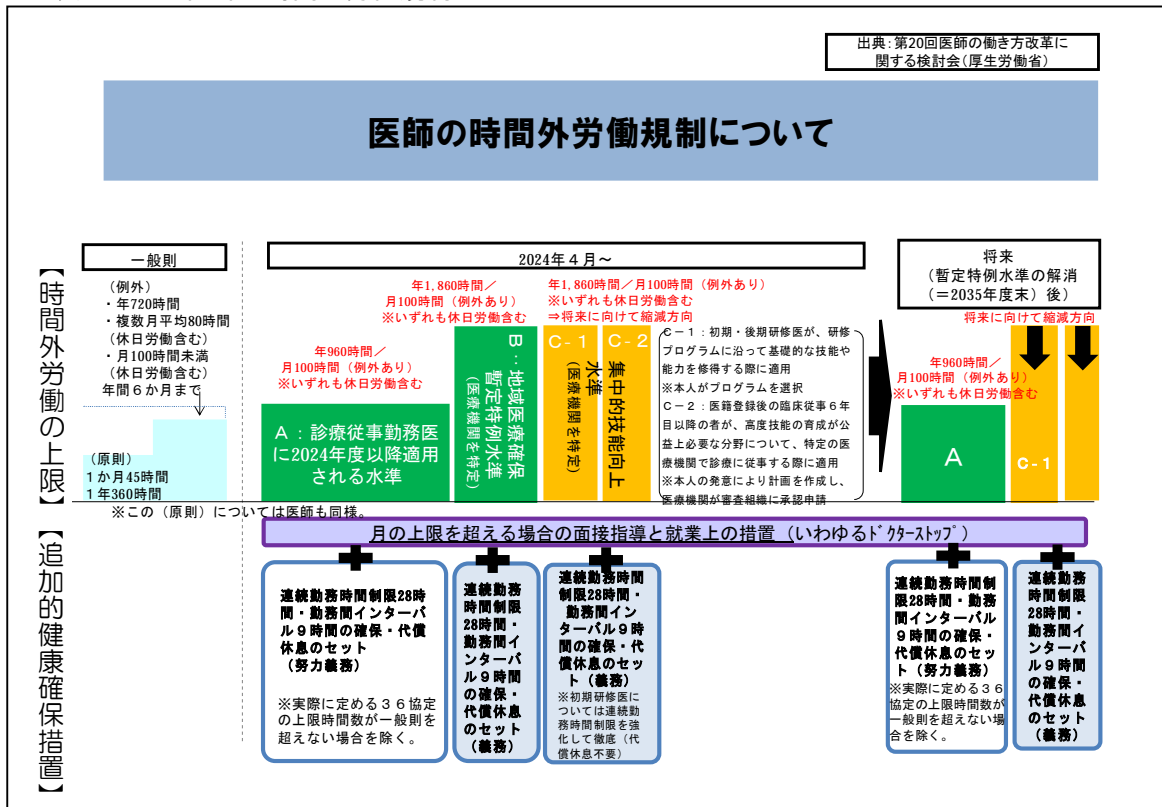 出典：第20回医師の働き方改革に
関する検討会（厚生労働省）
医師の時間外労働規制について
【時間外労働の上限】
一般則
（例外）
・年720時間
・複数月平均80時間
（休日労働含む）
・月100時間未満
（休日労働含む）
年間６か月まで
（原則）
１か月45時間
１年360時間
※この（原則）については医師も同様。
2024年４月～
年960時間／
月100時間（例外あり）
※いずれも休日労働含む
Ａ：診療従事勤務医
に2024年度以降適用
される水準
年1,860時間／
月100時間（例外あり）
※いずれも休日労働含む
Ｂ：地域医療確保
暫定特例水準
（医療機関を特定）
年1,860時間／月100時間（例外あり）
※いずれも休日労働含む
⇒将来に向けて縮減方向
Ｃ－１
Ｃ－２
集中的技能向上
水準
（医療機関を特定）
Ｃ－１：初期・後期研修医が、研修
プログラムに沿って基礎的な技能や
能力を修得する際に適用
※本人がプログラムを選択
Ｃ－２：医籍登録後の臨床従事６年
目以降の者が、高度技能の育成が公
益上必要な分野について、特定の医
療機関で診療に従事する際に適用
※本人の発意により計画を作成し、
医療機関が審査組織に承認申請
将来
（暫定特例水準の解消
（＝2035年度末）後）
将来に向けて縮減方向
年960時間／
月100時間（例外あり）
※いずれも休日労働含む
Ａ
Ｃ－１
【追加的健康確保措置】
月の上限を超える場合の面接指導と就業上の措置（いわゆるﾄﾞｸﾀｰｽﾄｯﾌﾟ）
連続勤務時間制限28時
間・勤務間インターバ
ル９時間の確保・代償
休息のセット
（努力義務）
※実際に定める３６協定
の上限時間数が一般則を
超えない場合を除く。
連続勤務
時間制限
28時間・勤
務間イン
ターバル
９時間の
確保・
代償休息
のセット
（義務）
連続勤務時間
制限28時間・
勤務間イン
ターバル９時
間の確保・代
償休息のセッ
ト（義務）
※初期研修医に
ついては連続勤
務時間制限を強
化して徹底（代
償休息不要）
連続勤務時間制
限28時間・勤務
間インターバル
９時間の確保・
代償休息のセッ
ト（努力義務）
※実際に定める３６
協定の上限時間数が
一般則を超えない場
合を除く。
連続勤務
時間制限
28時間・勤
務間イン
ターバル
９時間の
確保・
代償休息
のセット
（義務）